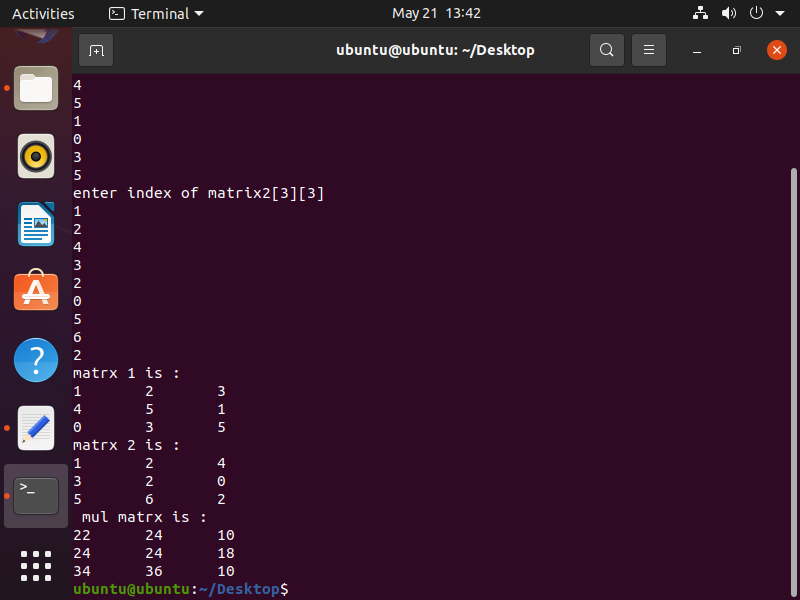 Activities Terminal May 21 13:42
ubuntu@ubuntu: ~/Desktop
4
5
1
0
3
5
enter index of matrix2[3][3]
1
2
4
3
2
0
5
6
2
matrx 1 is :
1 2 3
4 5 1
0 3 5
matrx 2 is :
1 2 4
3 2 0
5 6 2
mul matrx is :
22 24 10
24 24 18
34 36 10
ubuntu@ubuntu:~/Desktop$